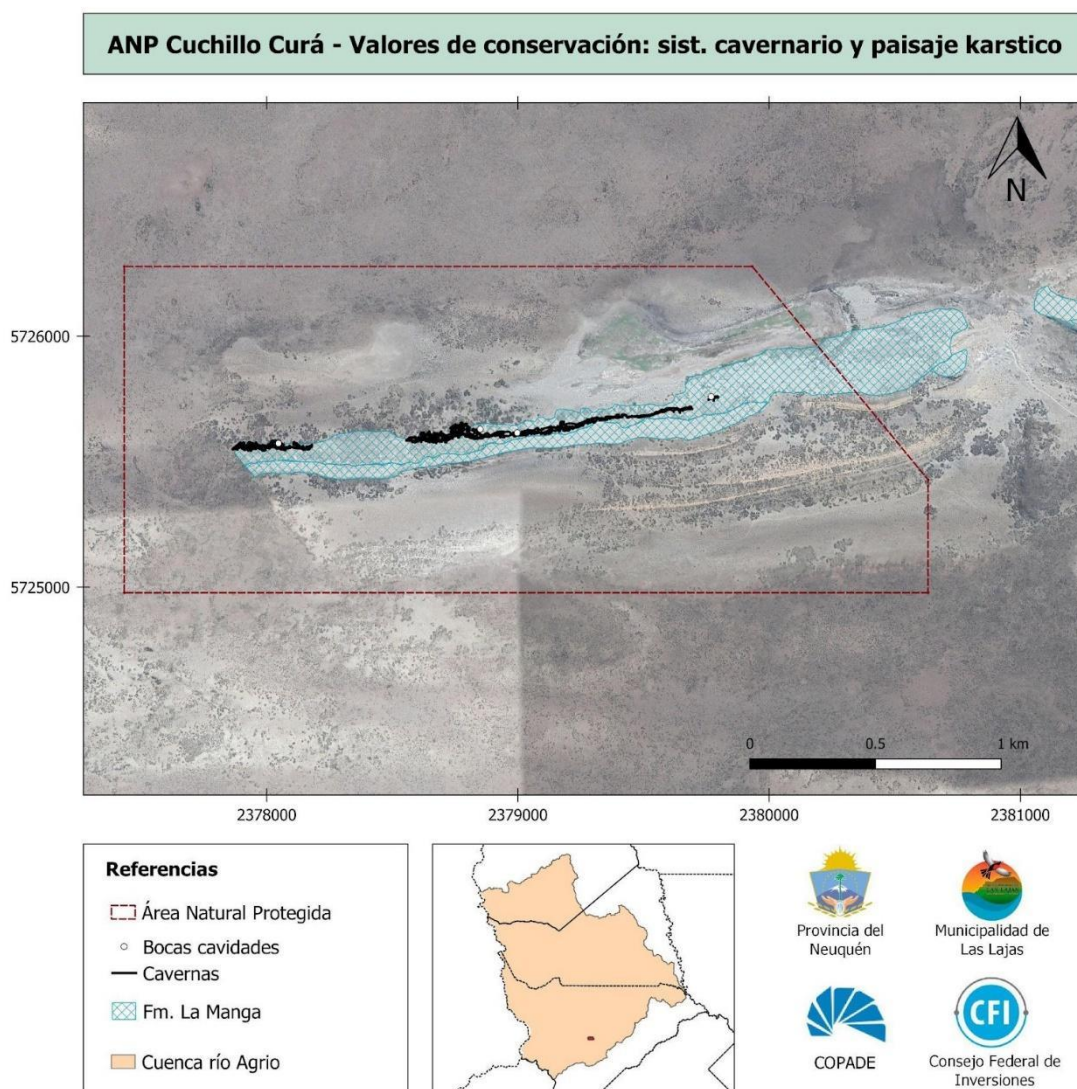 ANP Cuchillo Curá - Valores de conservación: sist. cavernario y paisaje karstico
N
5726000
5725000
0 0.5 1 km
2378000 2379000 2380000 2381000
Referencias
Área Natural Protegida
Bocas cavidades
Cavernas
Fm. La Manga
Cuenca río Agrio
Provincia del
Neuquén
LAS LAJAS
Municipalidad de
Las Lajas
COPADE
CFI
Consejo Federal de
Inversiones